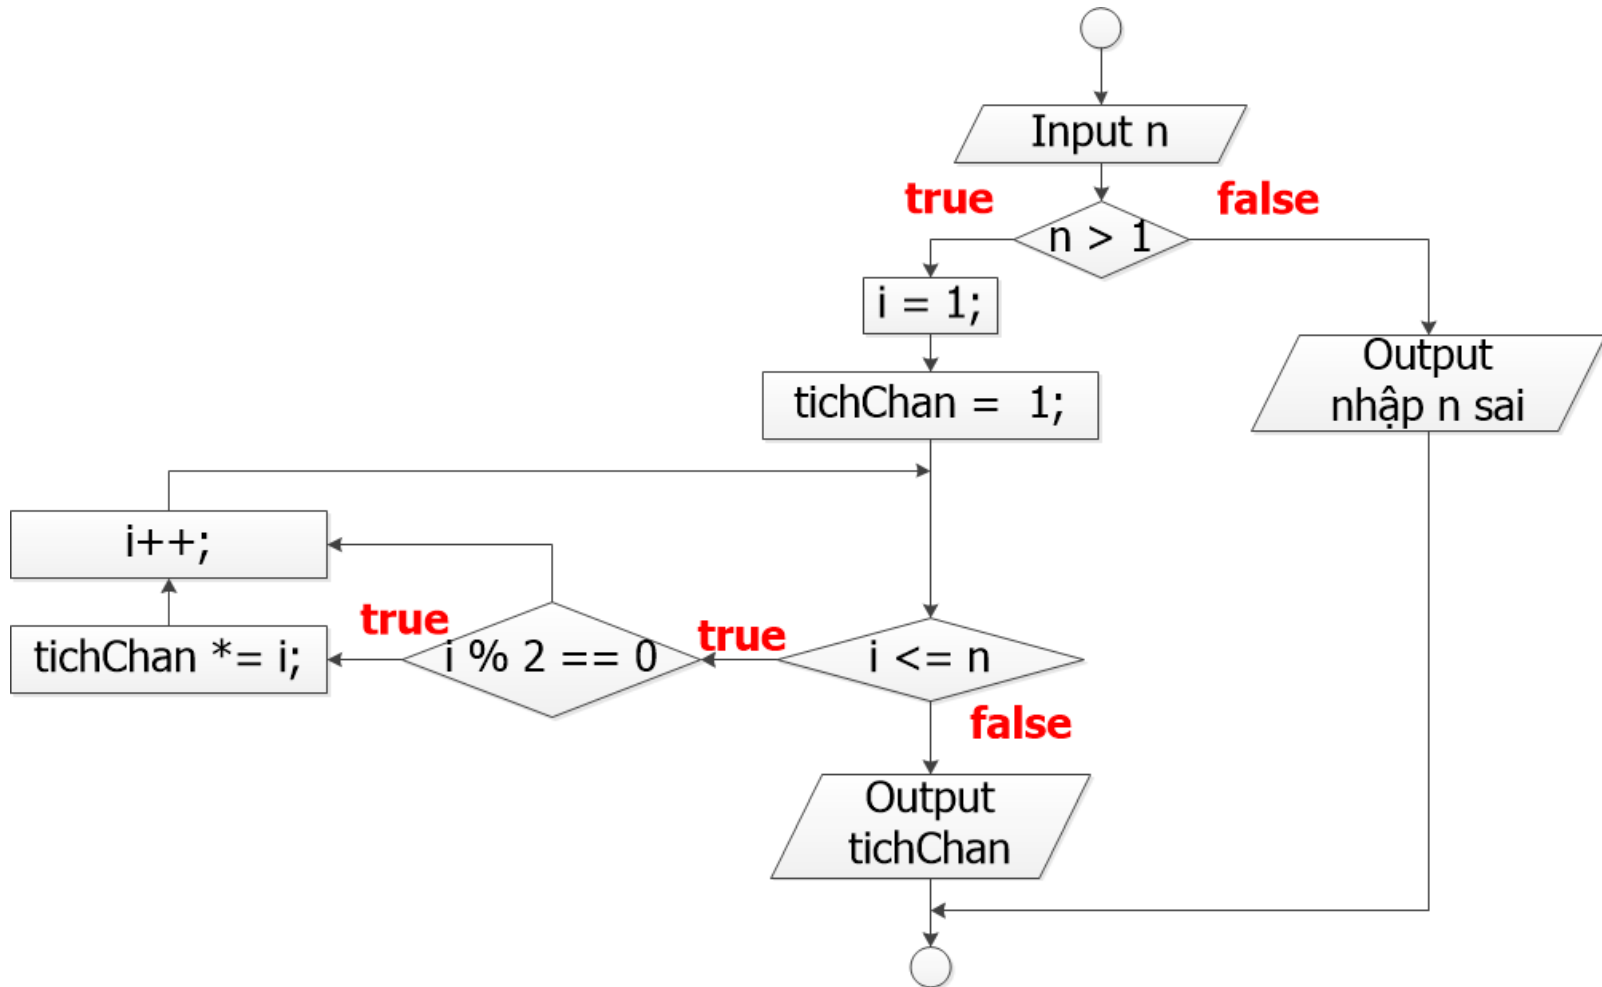 Input n
true
false
n > 1
i = 1;
Output
nhập n sai
tichChan =  1;
i++;
true
true
tichChan *= i;
i % 2 == 0
i <= n
false
Output
tichChan